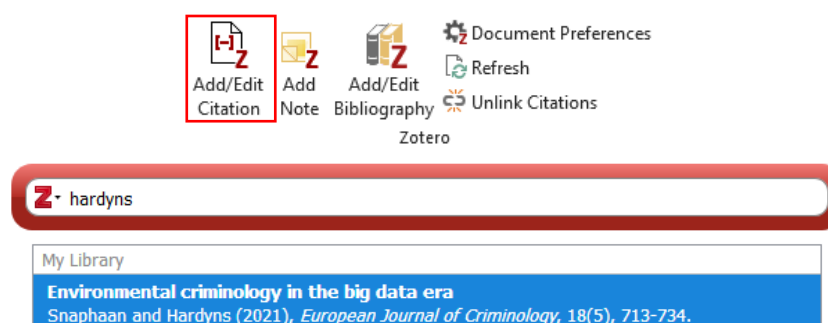 Add/Edit Citation
Add Note
Add/Edit Bibliography
Document Preferences
Refresh
Unlink Citations
Zotero
hardyns
My Library
Environmental criminology in the big data era
Snaphaan and Hardyns (2021), European Journal of Criminology, 18(5), 713-734.